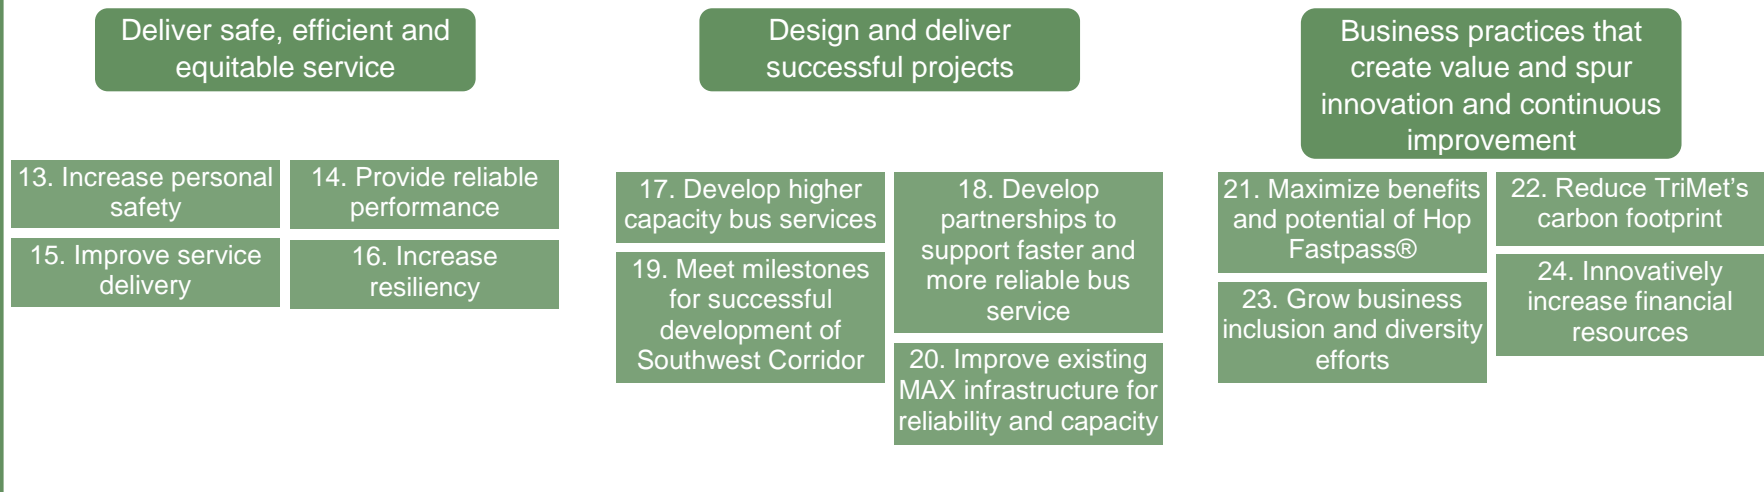 Deliver safe, efficient and
equitable service
13. Increase personal
safety
14. Provide reliable
performance
15. Improve service
delivery
16. Increase
resiliency
Design and deliver
successful projects
17. Develop higher
capacity bus services
18. Develop
partnerships to
support faster and
more reliable bus
service
19. Meet milestones
for successful
development of
Southwest Corridor
20. Improve existing
MAX infrastructure for
reliability and capacity
Business practices that
create value and spur
innovation and continuous
improvement
21. Maximize benefits
and potential of Hop
Fastpass®
22. Reduce TriMet’s
carbon footprint
23. Grow business
inclusion and diversity
efforts
24. Innovatively
increase financial
resources